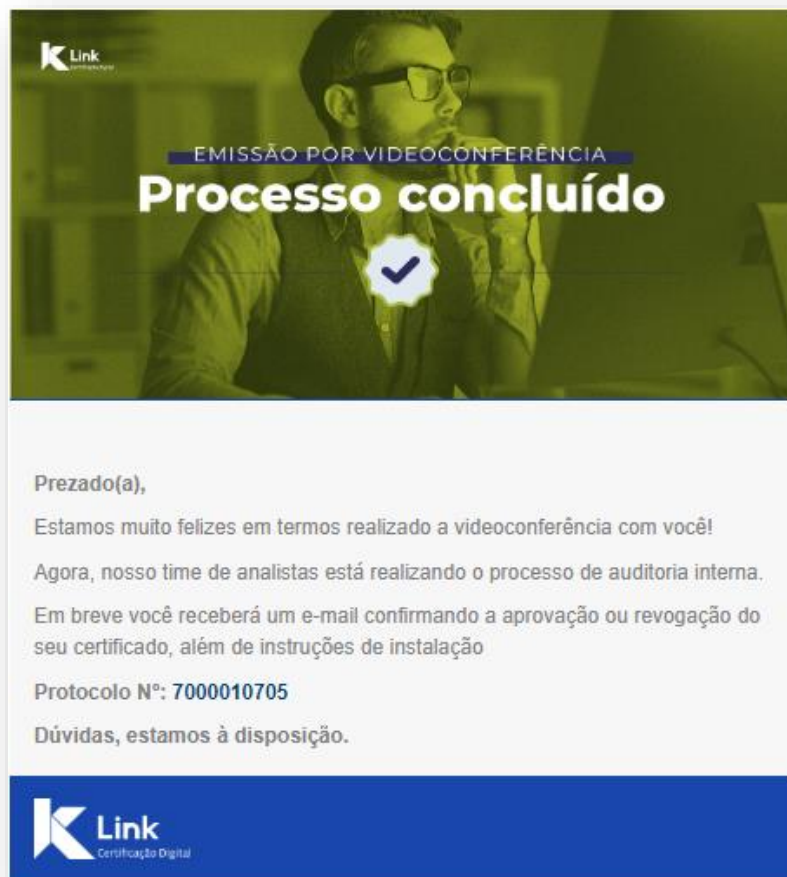 Link
Certificação Digital
EMISSÃO POR VIDEOCONFERÊNCIA
Processo concluído
Prezado(a),
Estamos muito felizes em termos realizado a videoconferência com você!
Agora, nosso time de analistas está realizando o processo de auditoria interna.
Em breve você receberá um e-mail confirmando a aprovação ou revogação do
seu certificado, além de instruções de instalação
Protocolo N°: 7000010705
Dúvidas, estamos à disposição.
Link
Certificação Digital